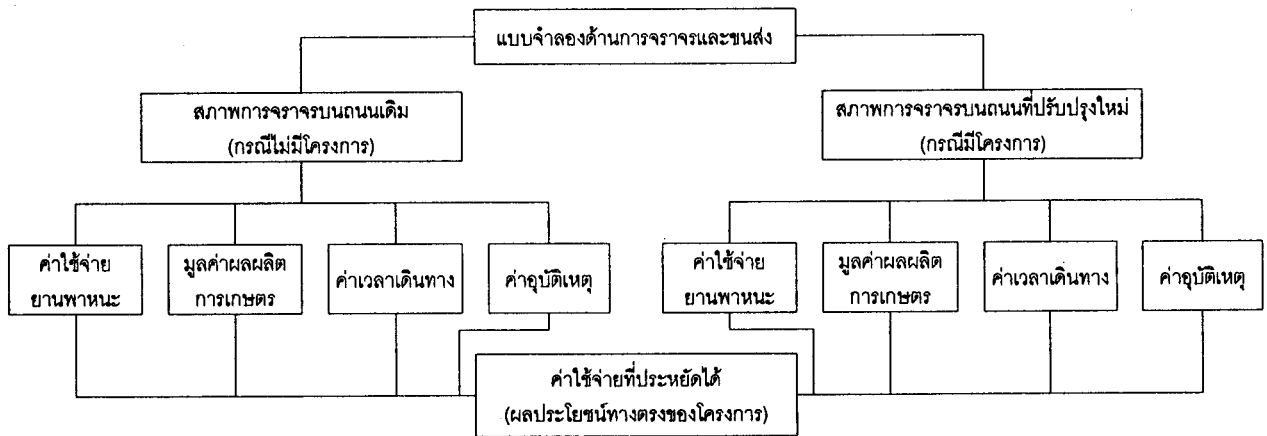 แบบจำลองด้านการจราจรและขนส่ง
สภาพการจราจรบนถนนเดิม
(กรณีไม่มีโครงการ)
สภาพการจราจรบนถนนที่ปรับปรุงใหม่
(กรณีมีโครงการ)
ค่าใช้จ่าย
ยานพาหนะ
มูลค่าผลผลิต
การเกษตร
ค่าเวลาเดินทาง
ค่าอุบัติเหตุ
ค่าใช้จ่าย
ยานพาหนะ
มูลค่าผลผลิต
การเกษตร
ค่าเวลาเดินทาง
ค่าอุบัติเหตุ
ค่าใช้จ่ายที่ประหยัดได้
(ผลประโยชน์ทางตรงของโครงการ)